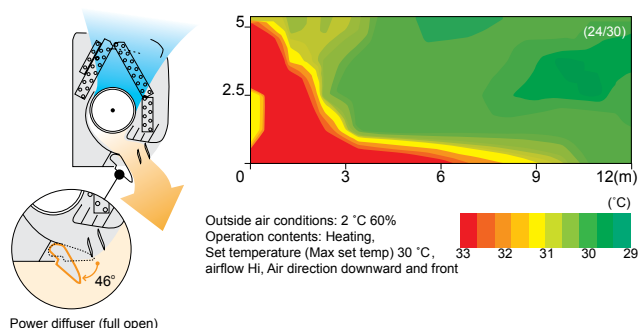 5
(24/30)
2.5
0
0
3
6
9
12(m)
(˚C)
Outside air conditions: 2 ˚C 60%
Operation contents: Heating,
Set temperature (Max set temp) 30 ˚C,
airflow Hi, Air direction downward and front
33
32
31
30
29
46°
Power diffuser (full open)